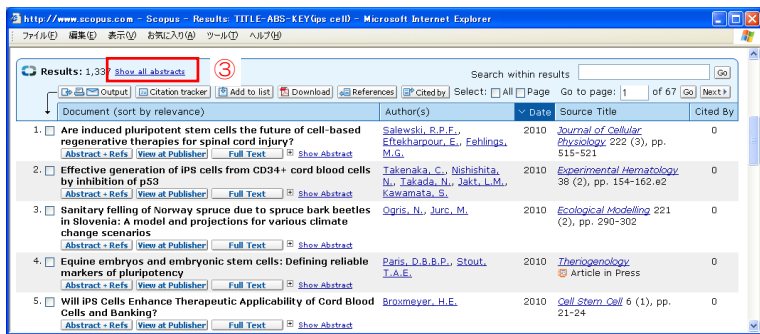 http://www.scopus.com - Scopus - Results: TITLE-ABS-KEY(ips cell) - Microsoft Internet Explorer
ファイル(F) 編集(E) 表示(V) お気に入り(A) ツール(T) ヘルプ(H)
Results: 1,337 Show all abstracts ③ Search within results Go
Output Citation tracker Add to list Download References Cited by Select: All Page Go to page: 1 of 67 Go Next
Document (sort by relevance) Author(s) Date Source Title Cited By
1. Are induced pluripotent stem cells the future of cell-based Salewski, R.P.F., 2010 Journal of Cellular 0
regenerative therapies for spinal cord injury? Eftekharpour, E., Fehlings, Physiology 222 (3), pp.
Abstract + Refs View at Publisher Full Text Show Abstract M.G. 515-521
2. Effective generation of iPS cells from CD34+ cord blood cells Takenaka, C., Nishishita, 2010 Experimental Hematology 0
by inhibition of p53 N., Takada, N., Jakt, L.M., 38 (2), pp. 154-162.e2
Abstract + Refs View at Publisher Full Text Show Abstract Kawamata, S.
3. Sanitary felling of Norway spruce due to spruce bark beetles Ogris, N., Jurc, M. 2010 Ecological Modelling 221 0
in Slovenia: A model and projections for various climate (2), pp. 290-302
change scenarios
Abstract + Refs View at Publisher Full Text Show Abstract
4. Equine embryos and embryonic stem cells: Defining reliable Paris, D.B.B.P., Stout, 2010 Theriogenology 0
markers of pluripotency T.A.E. Article in Press
Abstract + Refs View at Publisher Full Text Show Abstract
5. Will iPS Cells Enhance Therapeutic Applicability of Cord Blood Broxmeyer, H.E. 2010 Cell Stem Cell 6 (1), pp. 0
Cells and Banking? 21-24
Abstract + Refs View at Publisher Full Text Show Abstract